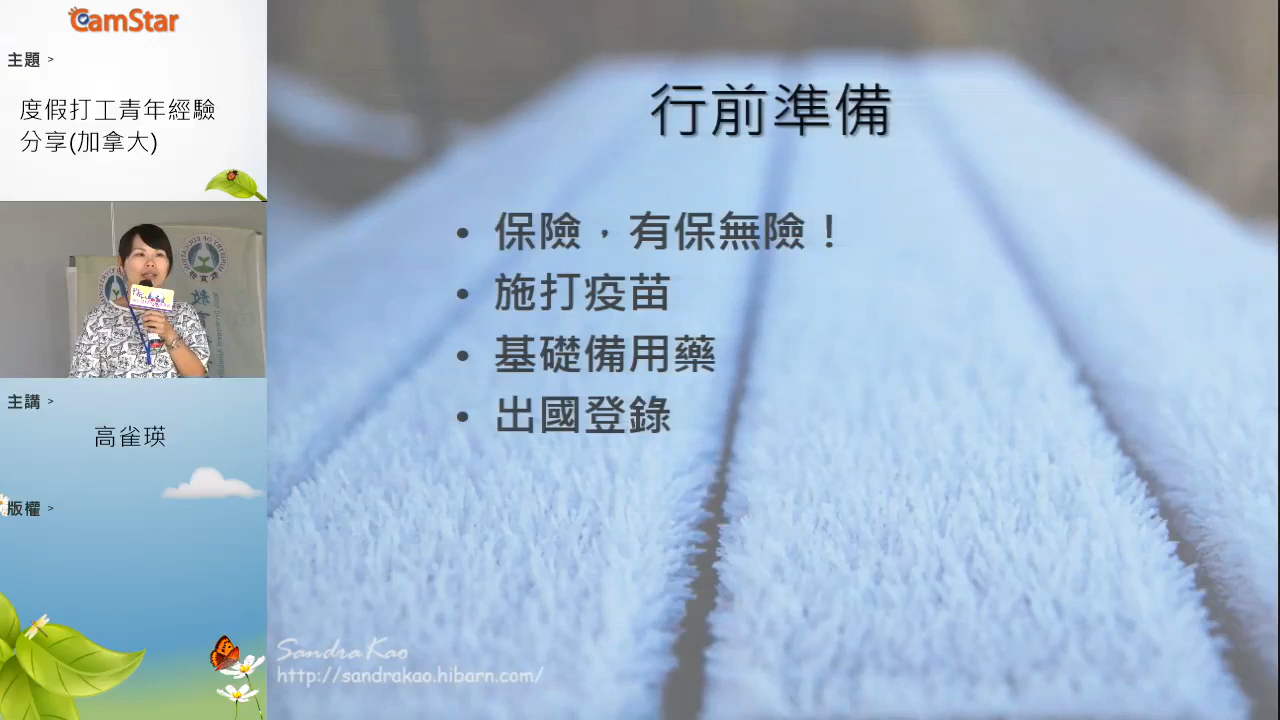 CamStar
主題 >
度假打工青年經驗
分享(加拿大)
主講 >
高雀瑛
版權 >
行前準備
• 保險，有保無險！
• 施打疫苗
• 基礎備用藥
• 出國登錄
Sandra Kao
http://sandrakao.hibarn.com/